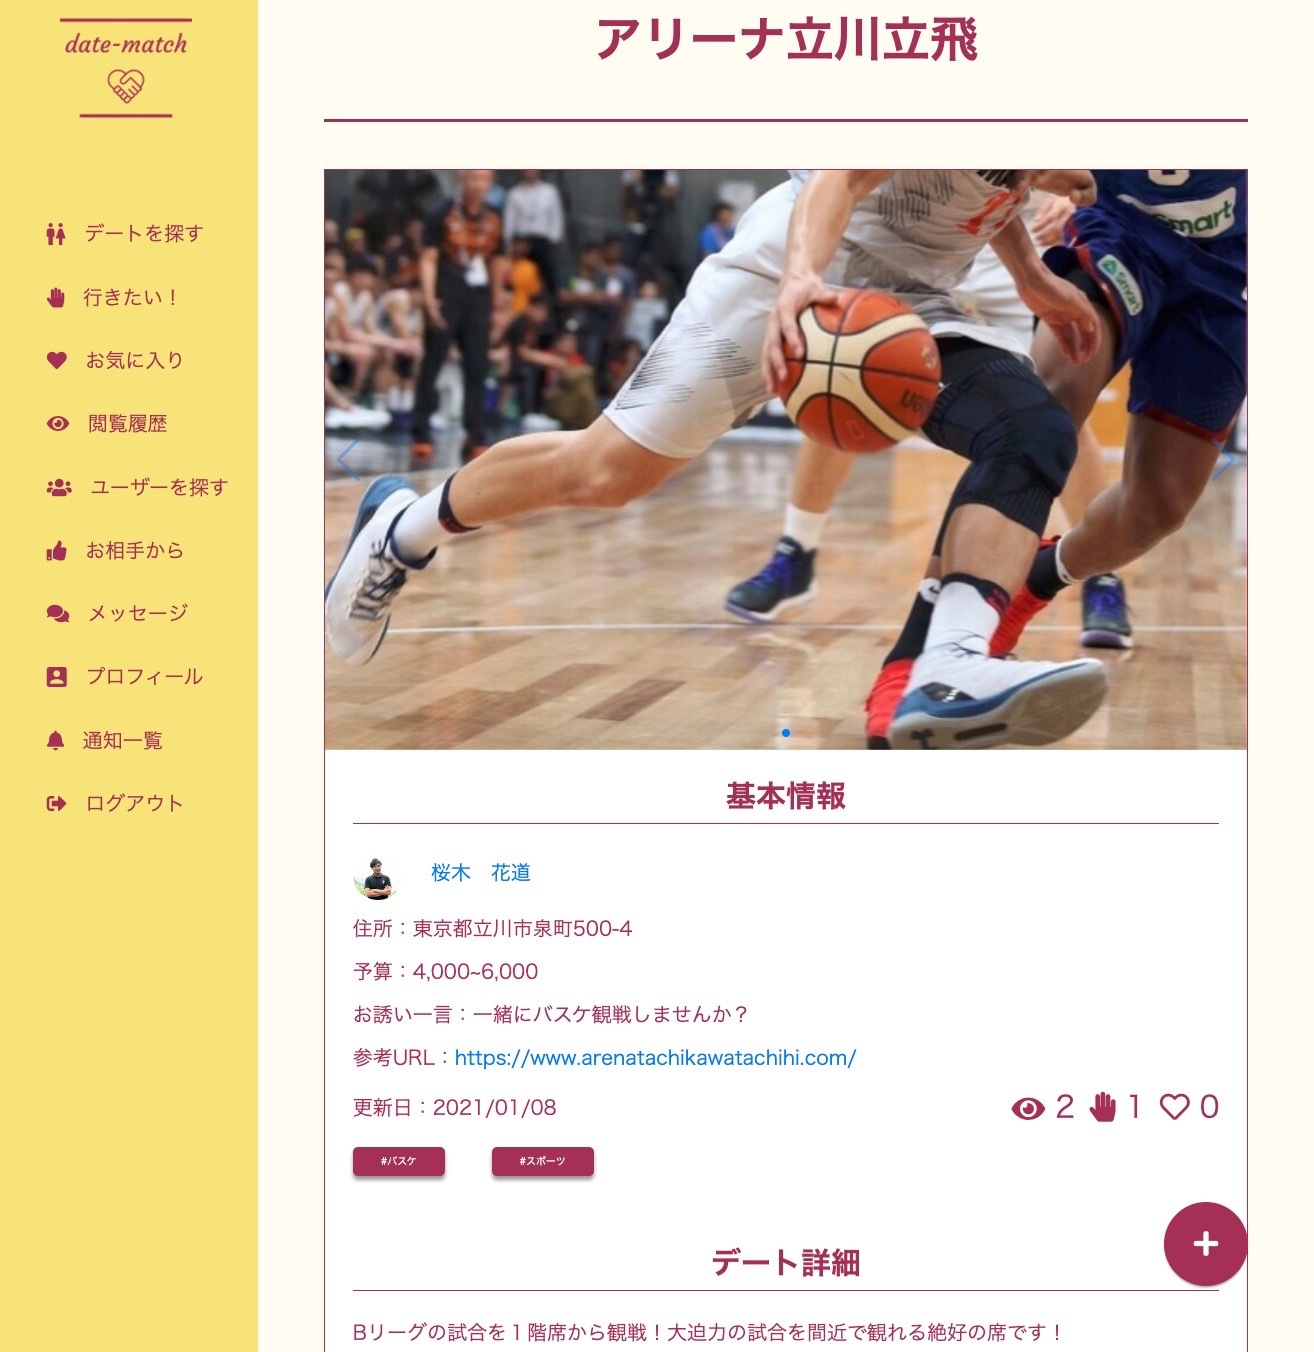 date-match
デートを探す
行きたい！
お気に入り
閲覧履歴
ユーザーを探す
お相手から
メッセージ
プロフィール
通知一覧
ログアウト
アリーナ立川立飛
smart
Smart
基本情報
桜木　花道
住所：東京都立川市泉町500-4
予算：4,000~6,000
お誘い一言：一緒にバスケ観戦しませんか？
参考URL：https://www.arenatachikawatachihi.com/
更新日：2021/01/08 2 1 0
#バスケ #スポーツ
デート詳細
Bリーグの試合を１階席から観戦！大迫力の試合を間近で観れる絶好の席です！